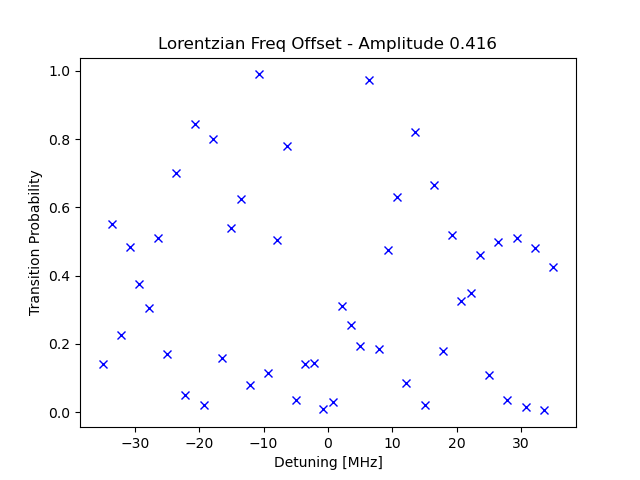 Lorentzian Freq Offset - Amplitude 0.416
1.0
0.8
0.6
0.4
0.2
0.0
Transition Probability
−30 −20 −10 0 10 20 30
Detuning [MHz]